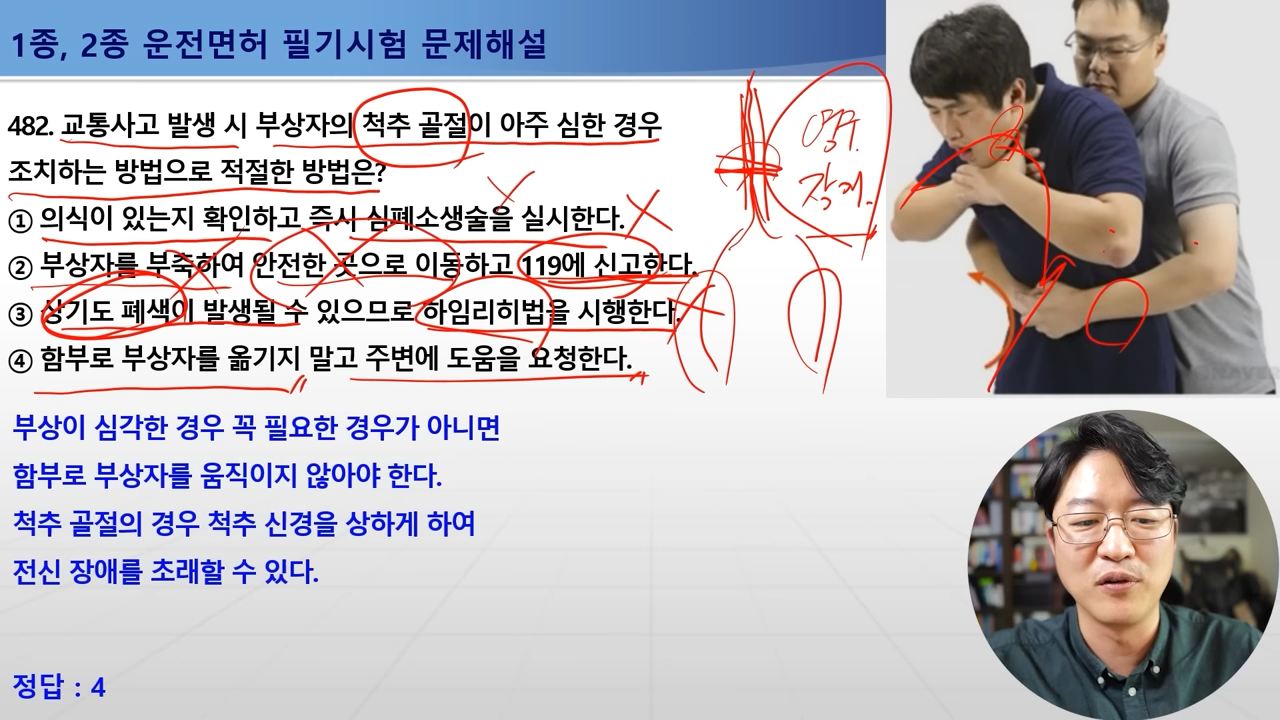 1종, 2종 운전면허 필기시험 문제해설
482. 교통사고 발생 시 부상자의 척추 골절이 아주 심한 경우
조치하는 방법으로 적절한 방법은?
① 의식이 있는지 확인하고 즉시 심폐소생술을 실시한다.
② 부상자를 부축하여 안전한 곳으로 이동하고 119에 신고한다.
③ 상기도 폐색이 발생될 수 있으므로 하임리히법을 시행한다.
④ 함부로 부상자를 옮기지 말고 주변에 도움을 요청한다.
영구
장애.
부상이 심각한 경우 꼭 필요한 경우가 아니면
함부로 부상자를 움직이지 않아야 한다.
척추 골절의 경우 척추 신경을 상하게 하여
전신 장애를 초래할 수 있다.
정답 : 4